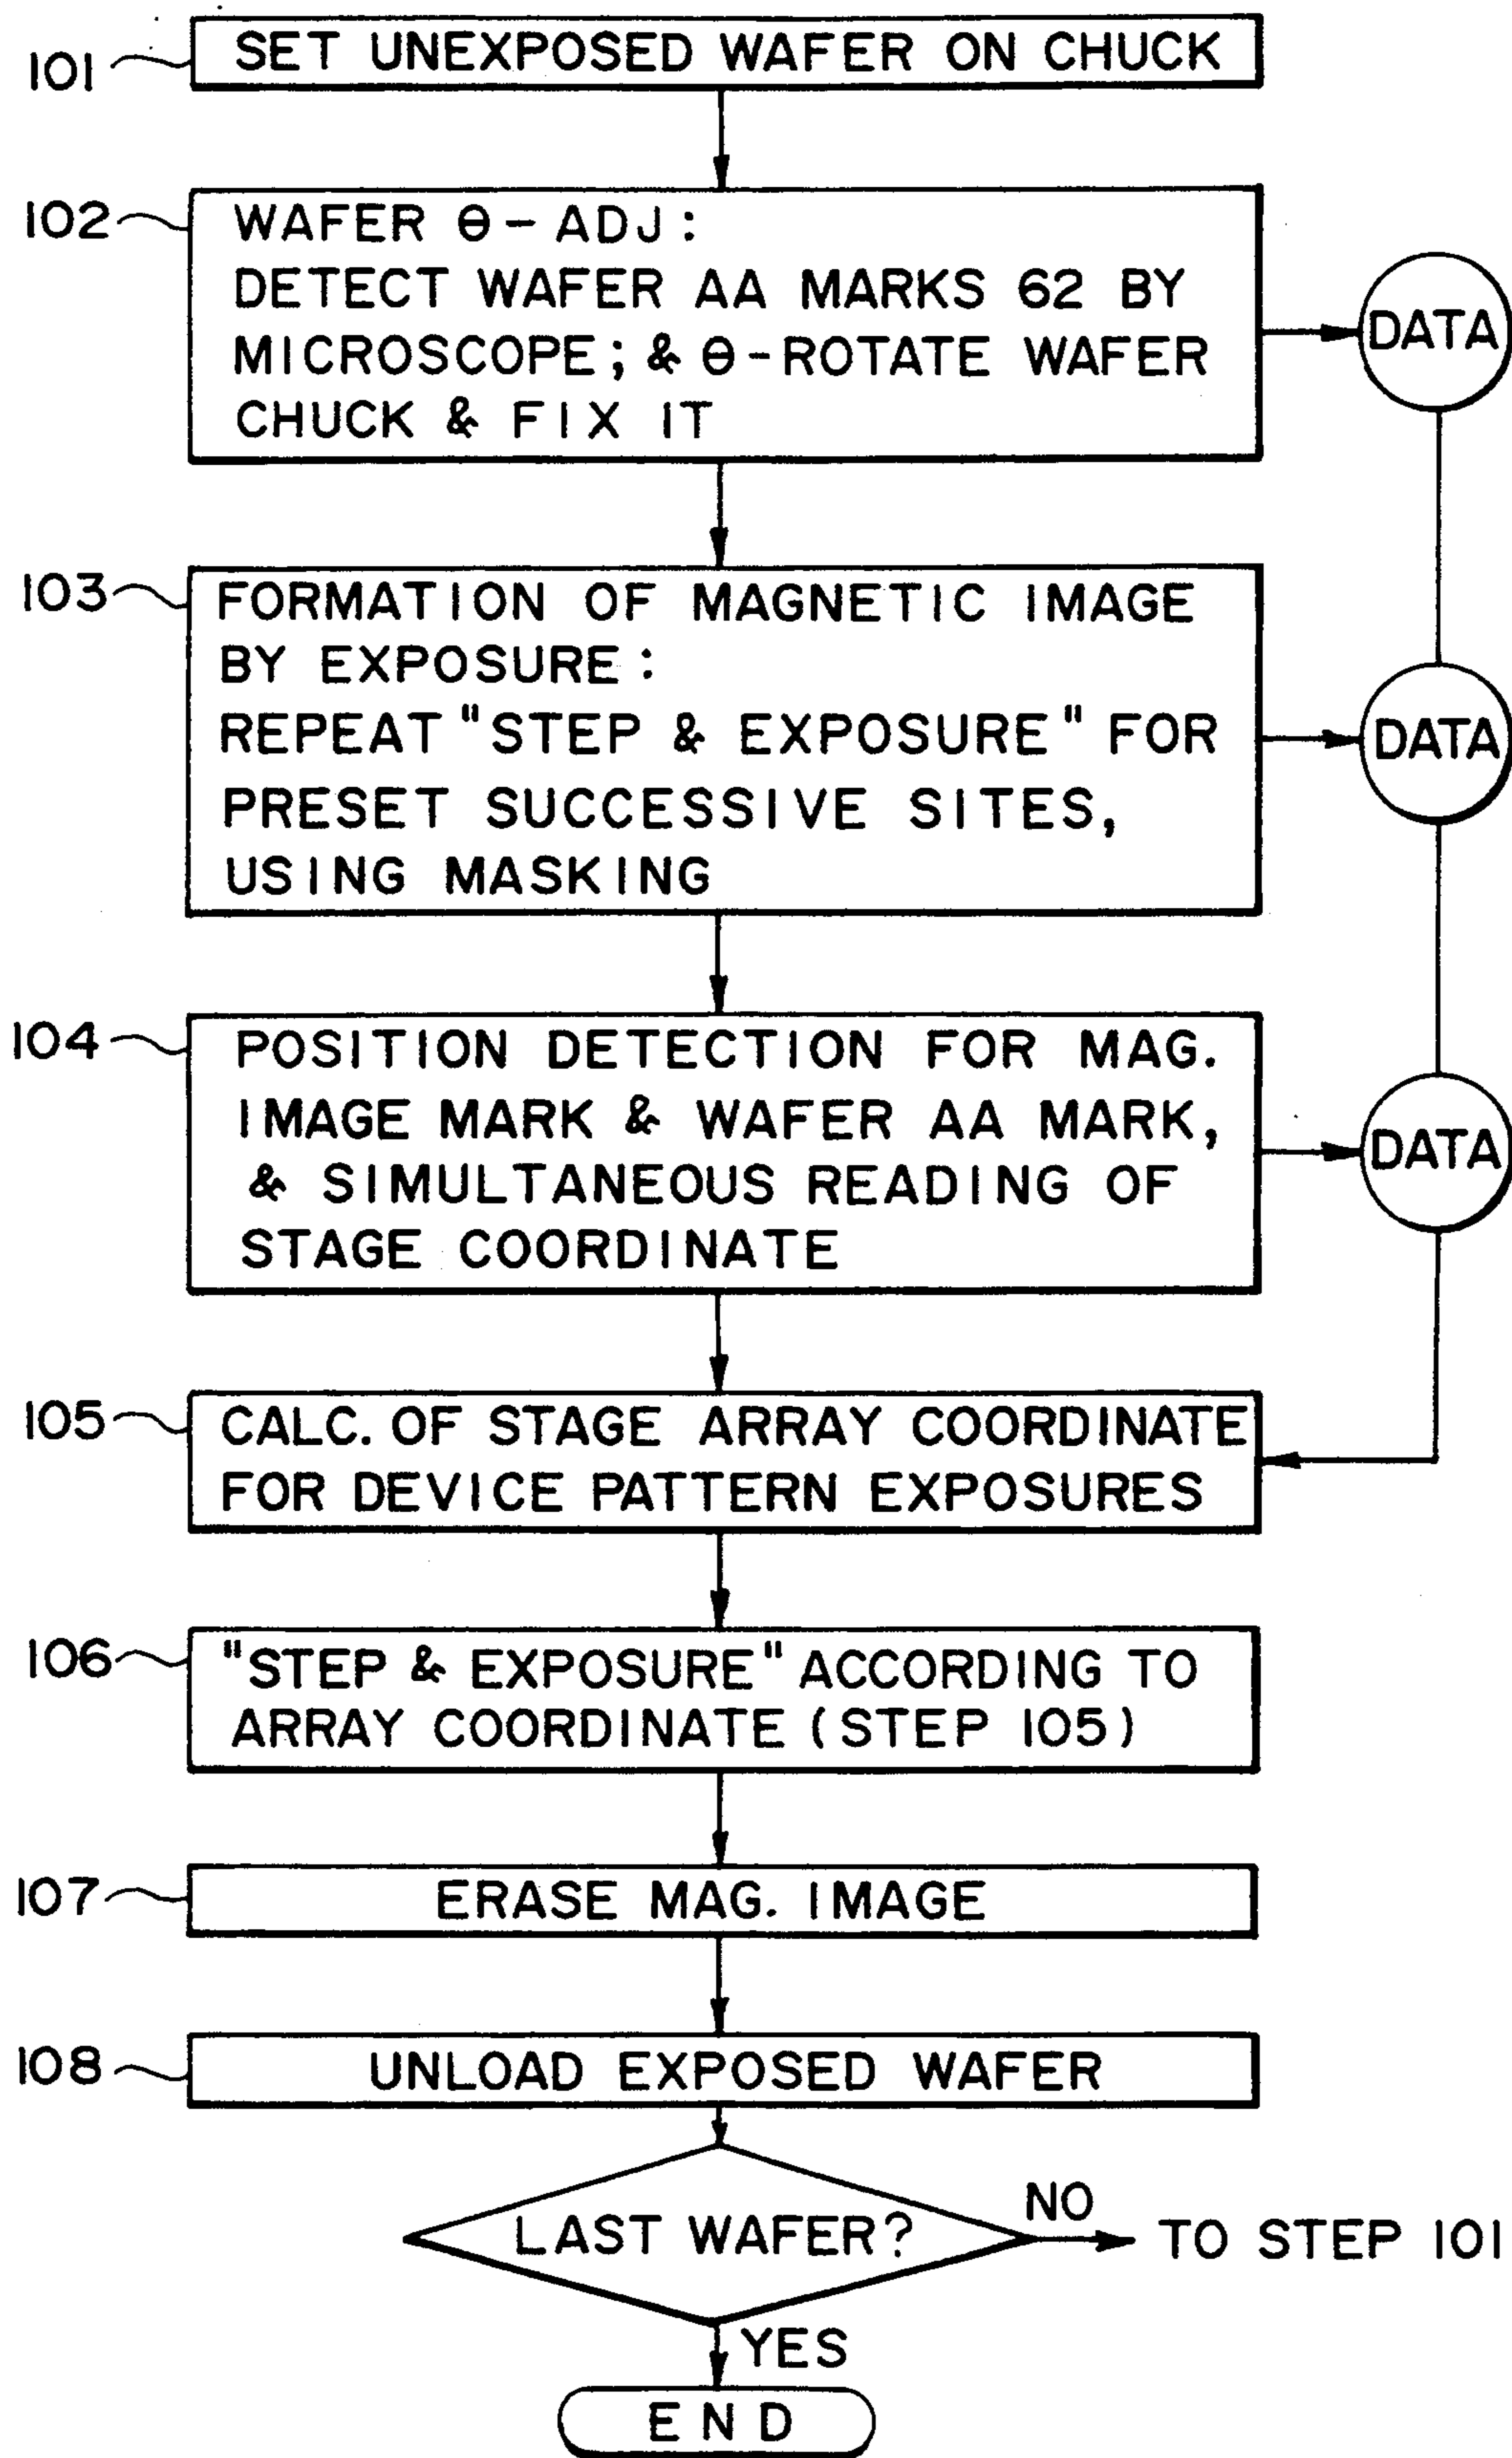 101
SET UNEXPOSED WAFER ON CHUCK
102
WAFER θ-ADJ:
DETECT WAFER AA MARKS 62 BY
MICROSCOPE; & θ-ROTATE WAFER
CHUCK & FIX IT
DATA
103
FORMATION OF MAGNETIC IMAGE
BY EXPOSURE:
REPEAT "STEP & EXPOSURE" FOR
PRESET SUCCESSIVE SITES,
USING MASKING
DATA
104
POSITION DETECTION FOR MAG.
IMAGE MARK & WAFER AA MARK,
& SIMULTANEOUS READING OF
STAGE COORDINATE
DATA
105
CALC. OF STAGE ARRAY COORDINATE
FOR DEVICE PATTERN EXPOSURES
106
"STEP & EXPOSURE" ACCORDING TO
ARRAY COORDINATE (STEP 105)
107
ERASE MAG. IMAGE
108
UNLOAD EXPOSED WAFER
LAST WAFER?
NO
TO STEP 101
YES
END